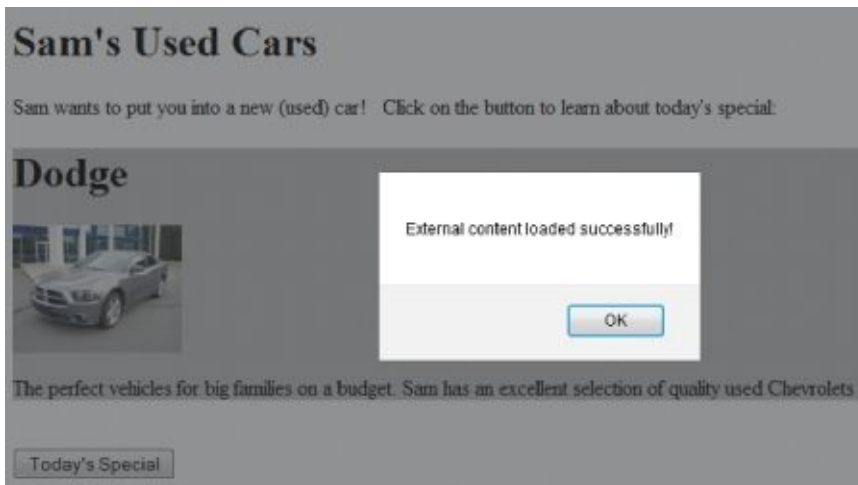 Sam's Used Cars
Sam wants to put you into a new (used) car! Click on the button to learn about today's special:
Dodge
External content loaded successfully!
OK
The perfect vehicles for big families on a budget. Sam has an excellent selection of quality used Chevrolets
Today's Special